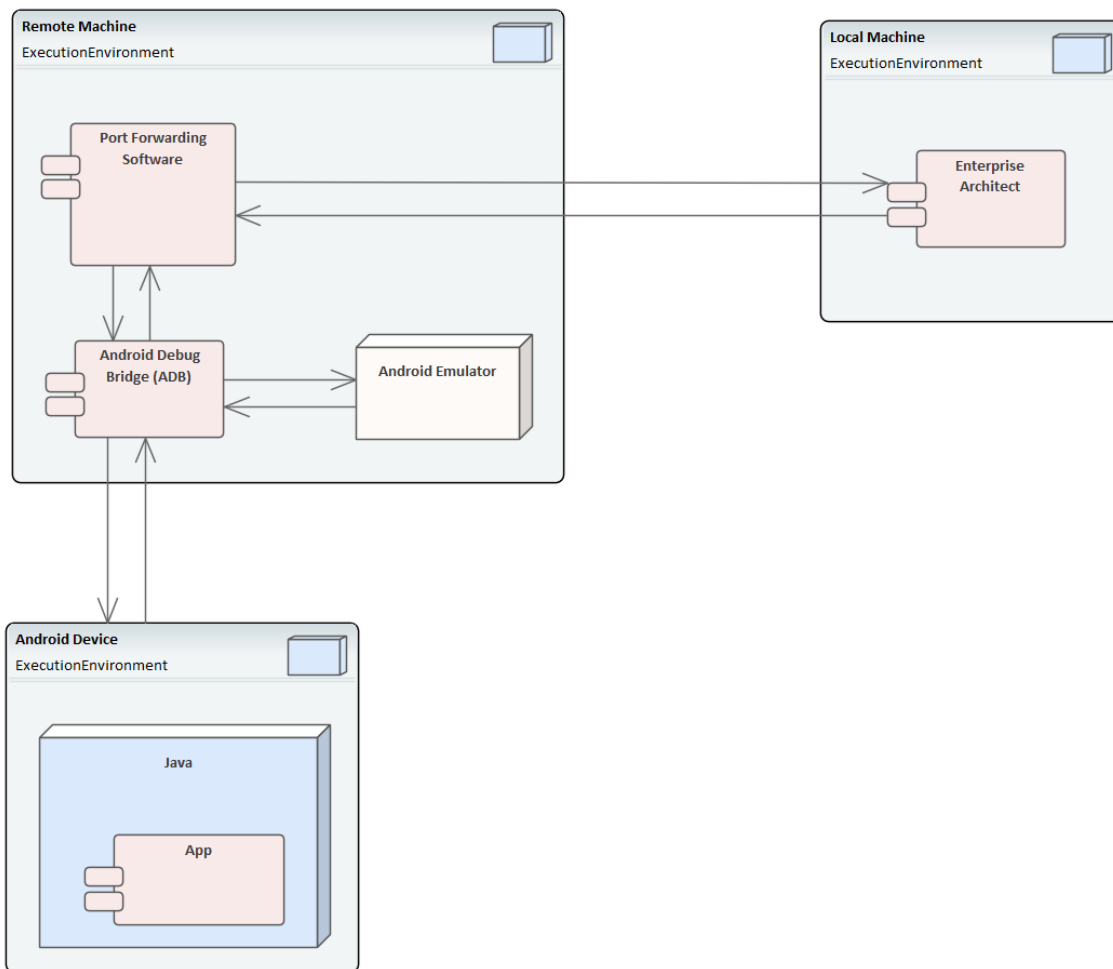 Remote Machine
ExecutionEnvironment
Port Forwarding
Software
Android Debug
Bridge (ADB)
Android Emulator
Local Machine
ExecutionEnvironment
Enterprise
Architect
Android Device
ExecutionEnvironment
Java
App